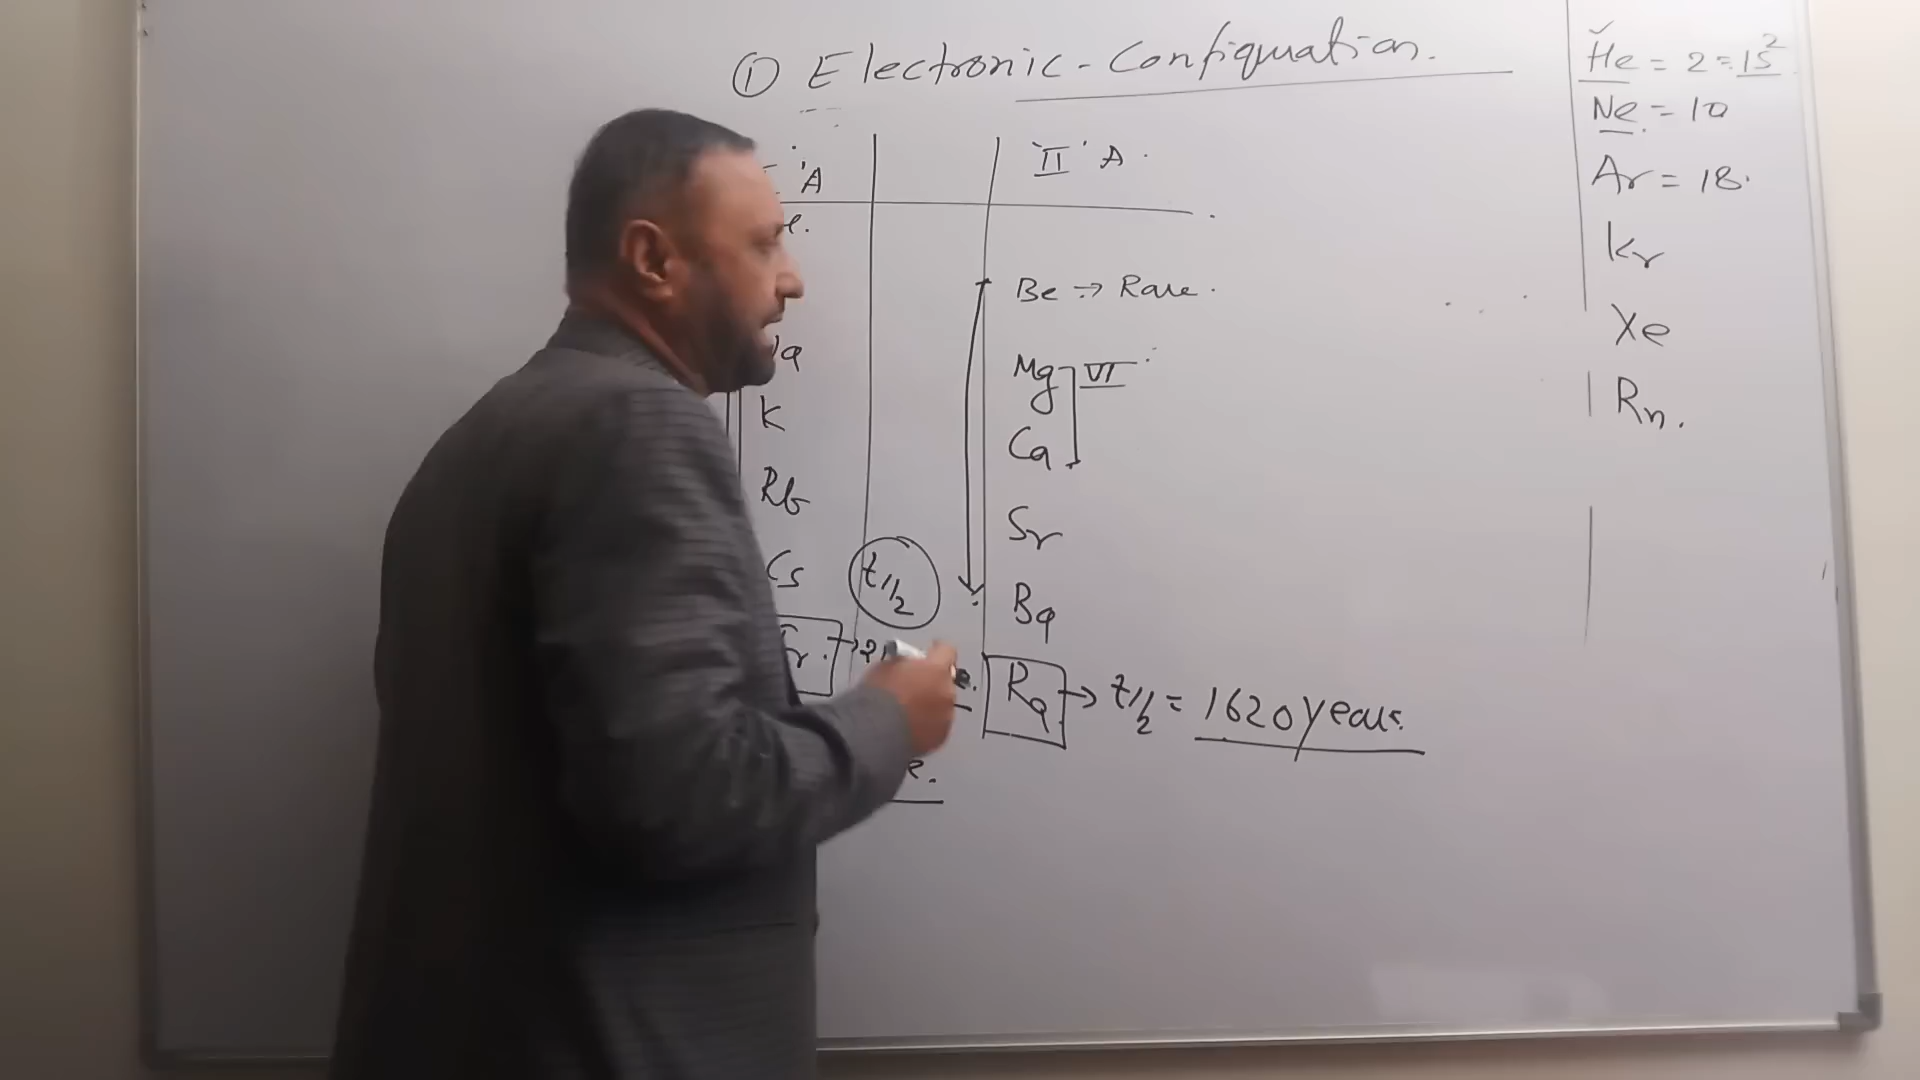 ① Electronic-Configuration.
'A
II' A.
Be → Rare.
K
Mg
VI
Ca
Rb
Sr
Cs
t1/2
Ba
Ra → t1/2 = 1620 years.
He = 2 = 1s²
Ne = 10
Ar = 18.
Kr
Xe
Rn.